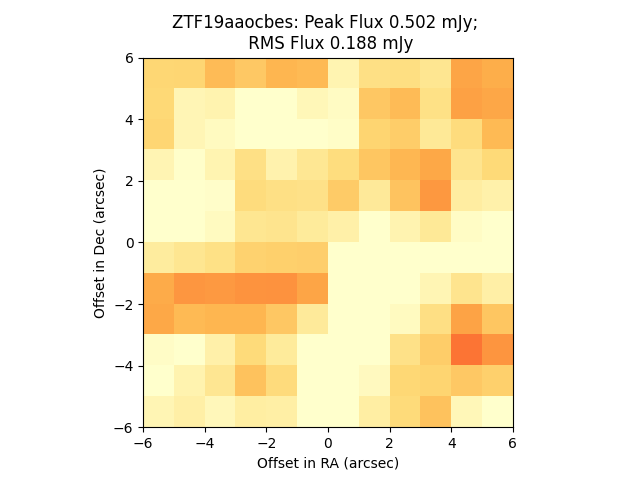 ZTF19aaocbes: Peak Flux 0.502 mJy;
RMS Flux 0.188 mJy
6
4
2
0
−2
−4
−6
Offset in Dec (arcsec)
−6 −4 −2 0 2 4 6
Offset in RA (arcsec)